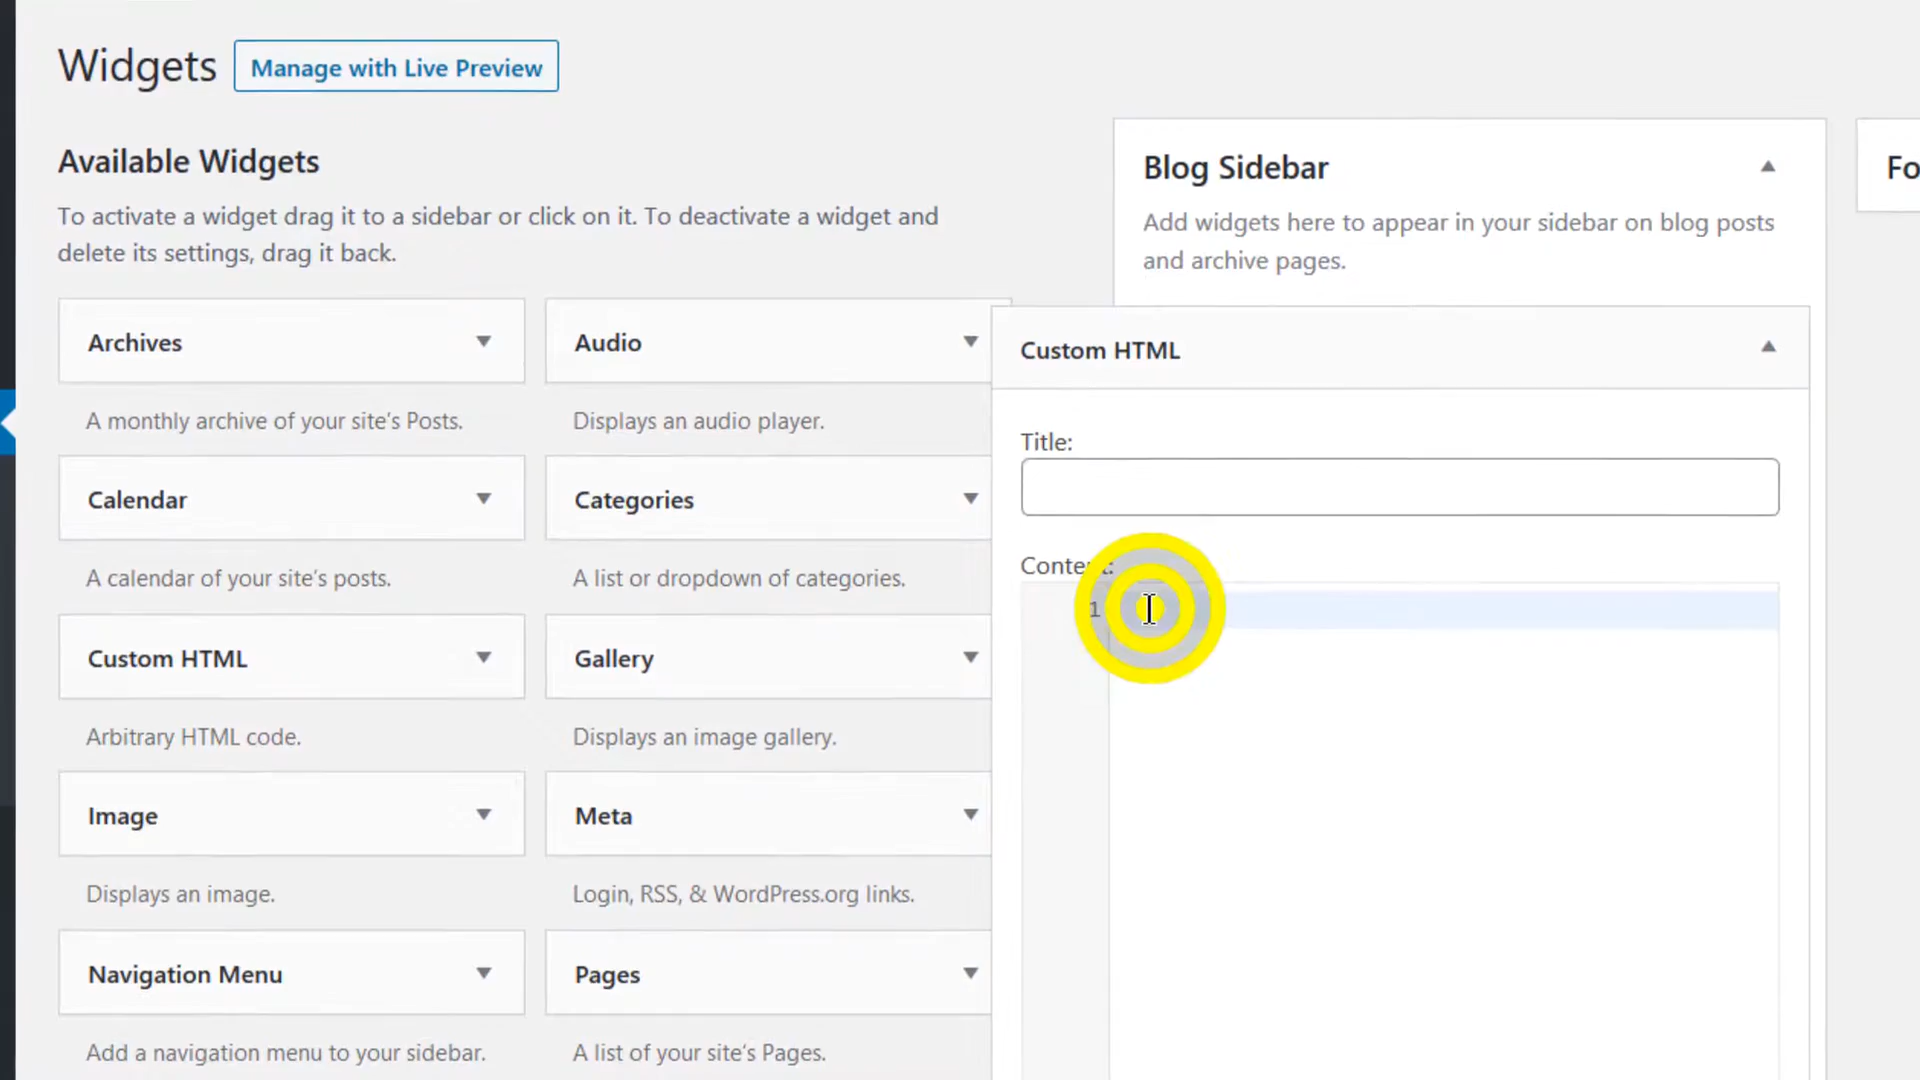 Widgets
Manage with Live Preview
Available Widgets
To activate a widget drag it to a sidebar or click on it. To deactivate a widget and
delete its settings, drag it back.
Archives
Audio
A monthly archive of your site's Posts.
Displays an audio player.
Calendar
Categories
A calendar of your site's posts.
A list or dropdown of categories.
Custom HTML
Gallery
Arbitrary HTML code.
Displays an image gallery.
Image
Meta
Displays an image.
Login, RSS, & WordPress.org links.
Navigation Menu
Pages
Add a navigation menu to your sidebar.
A list of your site's Pages.
Blog Sidebar
Add widgets here to appear in your sidebar on blog posts
and archive pages.
Custom HTML
Title:
Content:
1
Fo